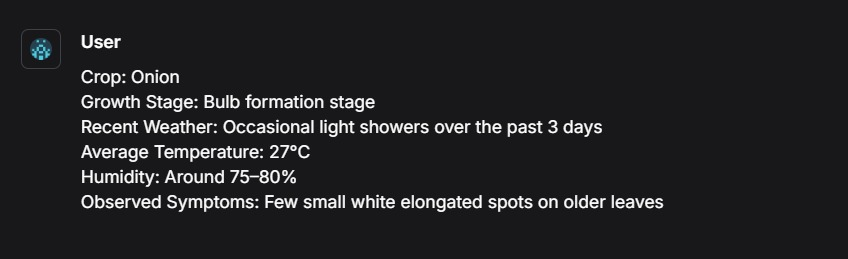 User
Crop: Onion
Growth Stage: Bulb formation stage
Recent Weather: Occasional light showers over the past 3 days
Average Temperature: 27°C
Humidity: Around 75–80%
Observed Symptoms: Few small white elongated spots on older leaves